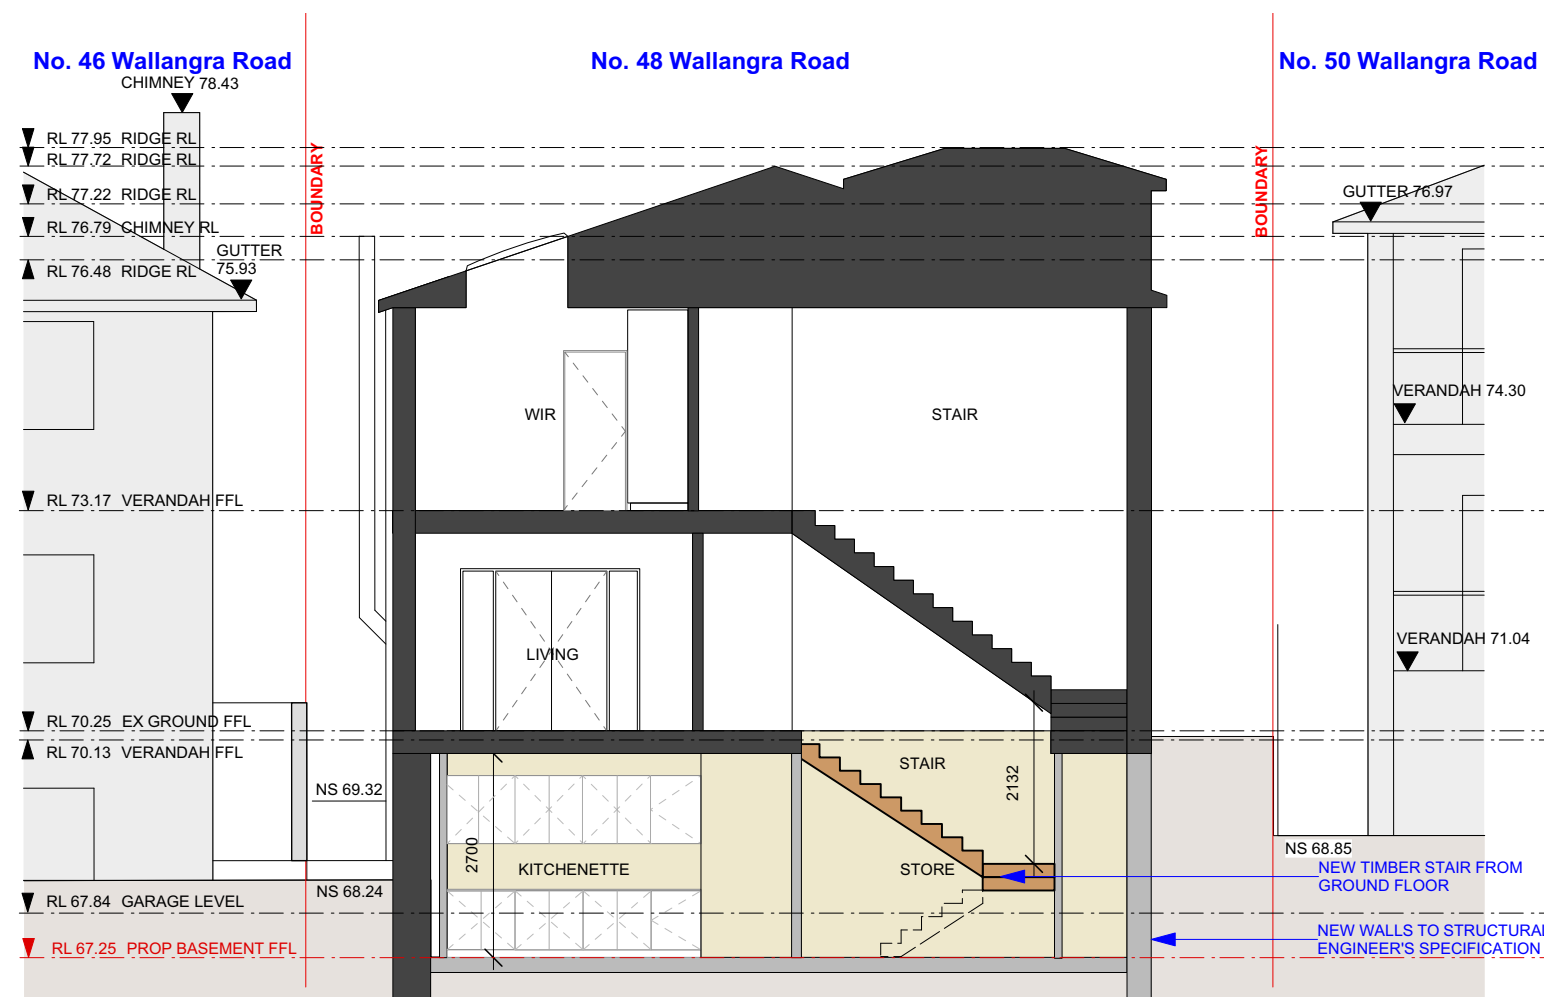 No. 46 Wallangra Road
No. 48 Wallangra Road
No. 50 Wallangra Road
CHIMNEY 78.43
RL 77.95 RIDGE RL
RL 77.72 RIDGE RL
RL 77.22 RIDGE RL
RL 76.79 CHIMNEY RL
RL 76.48 RIDGE RL
GUTTER
75.93
BOUNDARY
BOUNDARY
GUTTER 76.97
VERANDAH 74.30
WIR
STAIR
RL 73.17 VERANDAH FFL
VERANDAH 71.04
LIVING
RL 70.25 EX GROUND FFL
RL 70.13 VERANDAH FFL
NS 69.32
STAIR
2132
2700
KITCHENETTE
STORE
NS 68.85
NEW TIMBER STAIR FROM
GROUND FLOOR
NS 68.24
RL 67.84 GARAGE LEVEL
RL 67.25 PROP BASEMENT FFL
NEW WALLS TO STRUCTURAL
ENGINEER'S SPECIFICATION